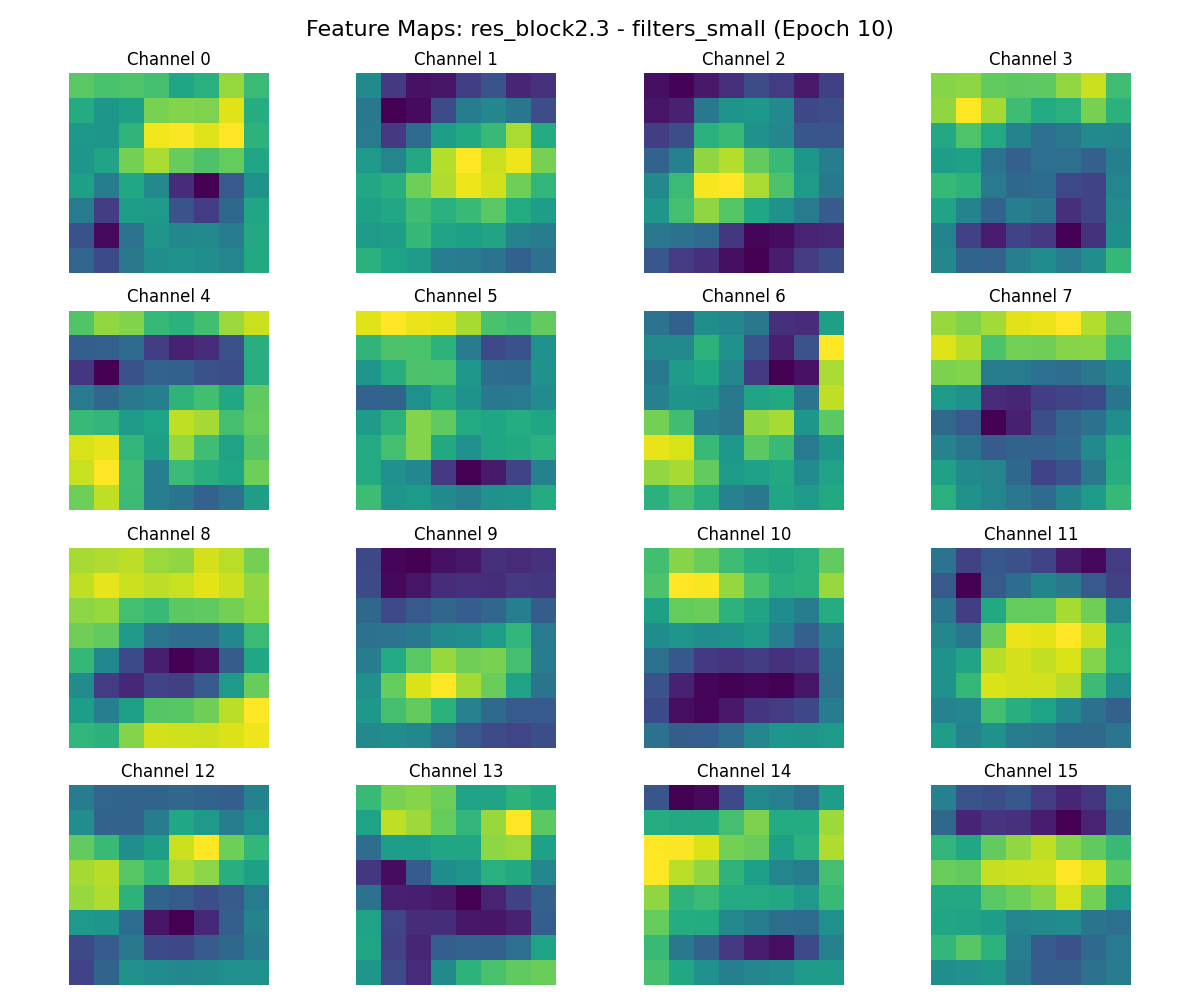 Feature Maps: res_block2.3 - filters_small (Epoch 10)
Channel 0
Channel 1
Channel 2
Channel 3
Channel 4
Channel 5
Channel 6
Channel 7
Channel 8
Channel 9
Channel 10
Channel 11
Channel 12
Channel 13
Channel 14
Channel 15